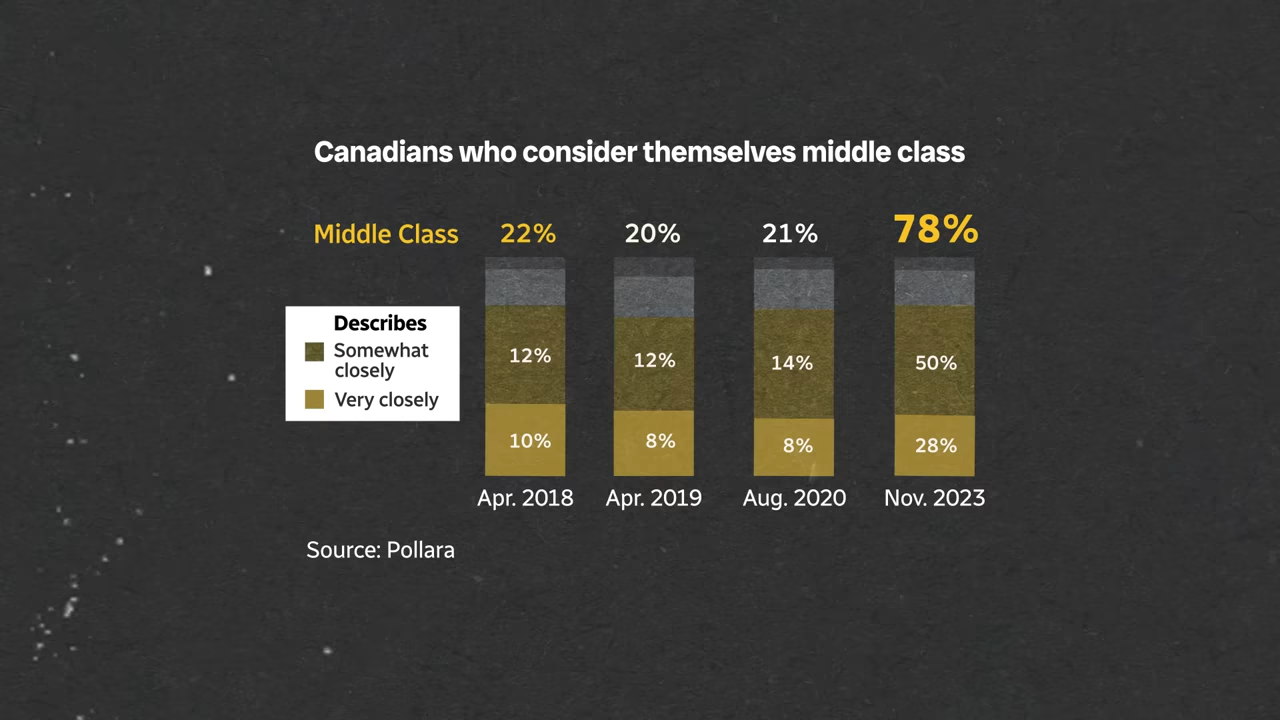 Canadians who consider themselves middle class
Middle Class 22% 20% 21% 78%
Describes
Somewhat
closely
Very closely
12% 12% 14% 50%
10% 8% 8% 28%
Apr. 2018 Apr. 2019 Aug. 2020 Nov. 2023
Source: Pollara